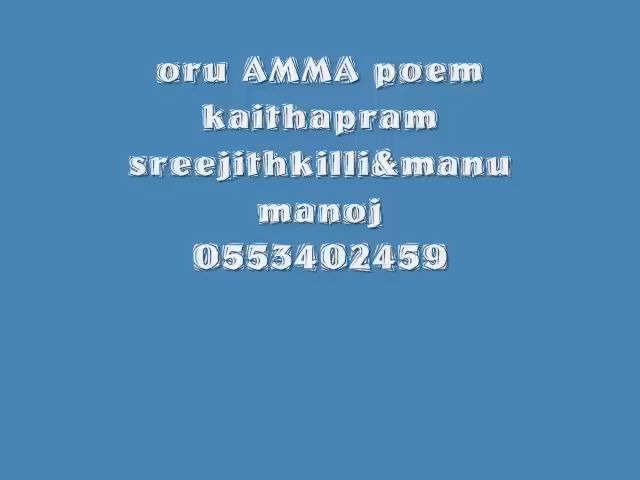 oru AMMA poem
kaithapram
sreejithkilli&manu
manoj
0553402459